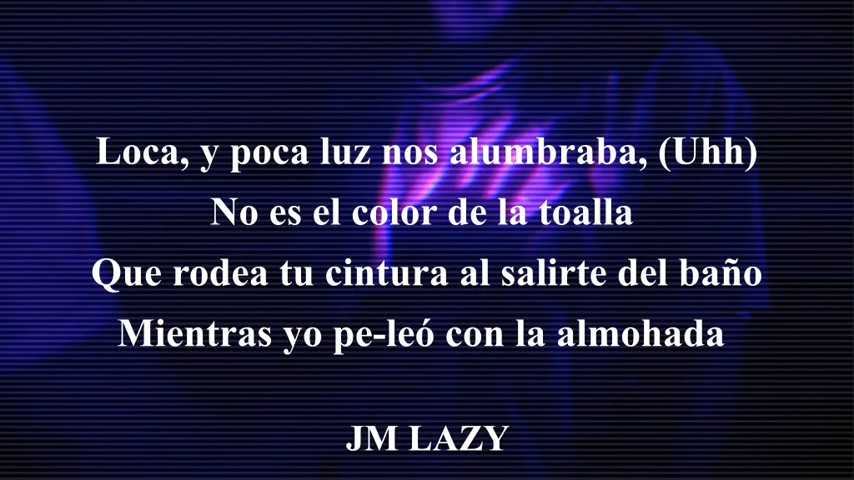 Loca, y poca luz nos alumbraba, (Uhh)
No es el color de la toalla
Que rodea tu cintura al salirte del baño
Mientras yo pe-leó con la almohada
JM LAZY